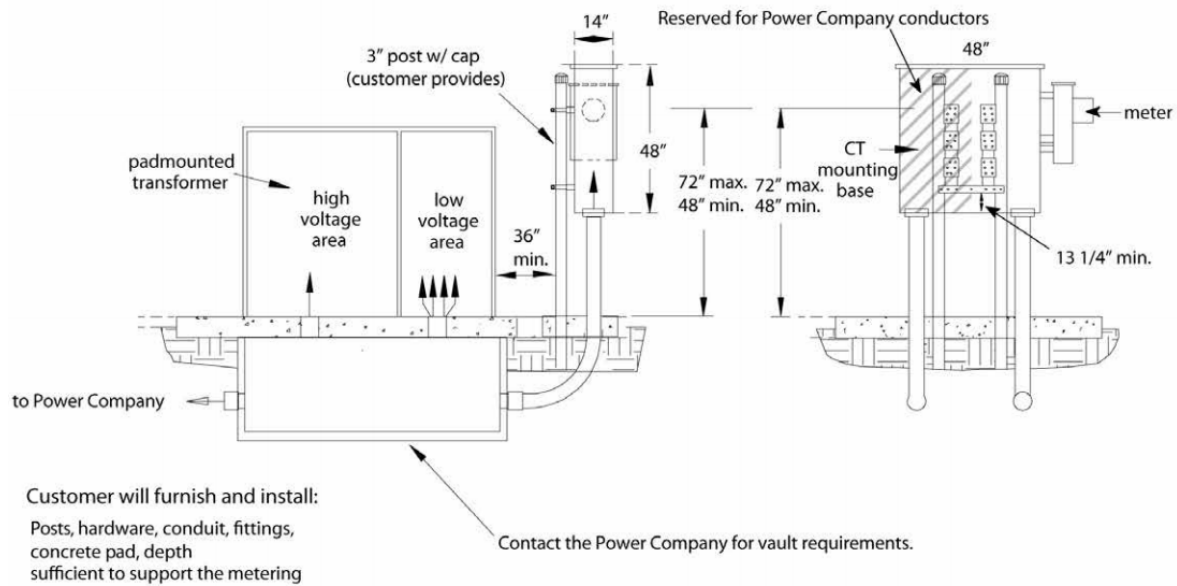 14"
Reserved for Power Company conductors
48"
3" post w/ cap
(customer provides)
meter
padmounted
transformer
high
voltage
area
low
voltage
area
48"
72" max.
48" min.
72" max.
48" min.
CT
mounting
base
36"
min.
13 1/4" min.
to Power Company
Customer will furnish and install:
Posts, hardware, conduit, fittings,
concrete pad, depth
sufficient to support the metering
Contact the Power Company for vault requirements.